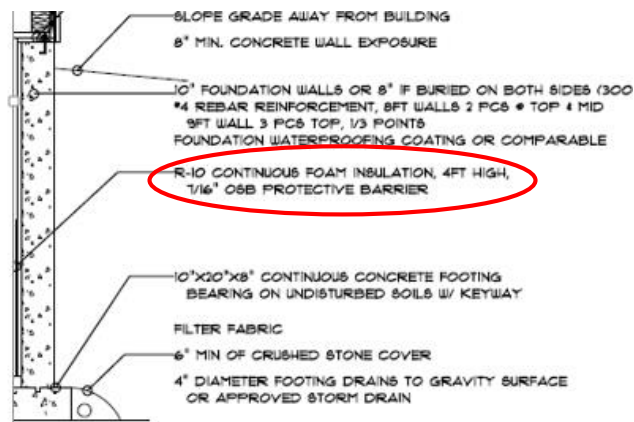 SLOPE GRADE AWAY FROM BUILDING
8" MIN. CONCRETE WALL EXPOSURE
10" FOUNDATION WALLS OR 8" IF BURIED ON BOTH SIDES (300
#4 REBAR REINFORCEMENT, 8FT WALLS 2 PCS @ TOP & MID
9FT WALL 3 PCS TOP, 1/3 POINTS
FOUNDATION WATERPROOFING COATING OR COMPARABLE
R-10 CONTINUOUS FOAM INSULATION, 4FT HIGH,
7/16" OSB PROTECTIVE BARRIER
10"X20"X8" CONTINUOUS CONCRETE FOOTING
BEARING ON UNDISTURBED SOILS W/ KEYWAY
FILTER FABRIC
6" MIN OF CRUSHED STONE COVER
4" DIAMETER FOOTING DRAINS TO GRAVITY SURFACE
OR APPROVED STORM DRAIN